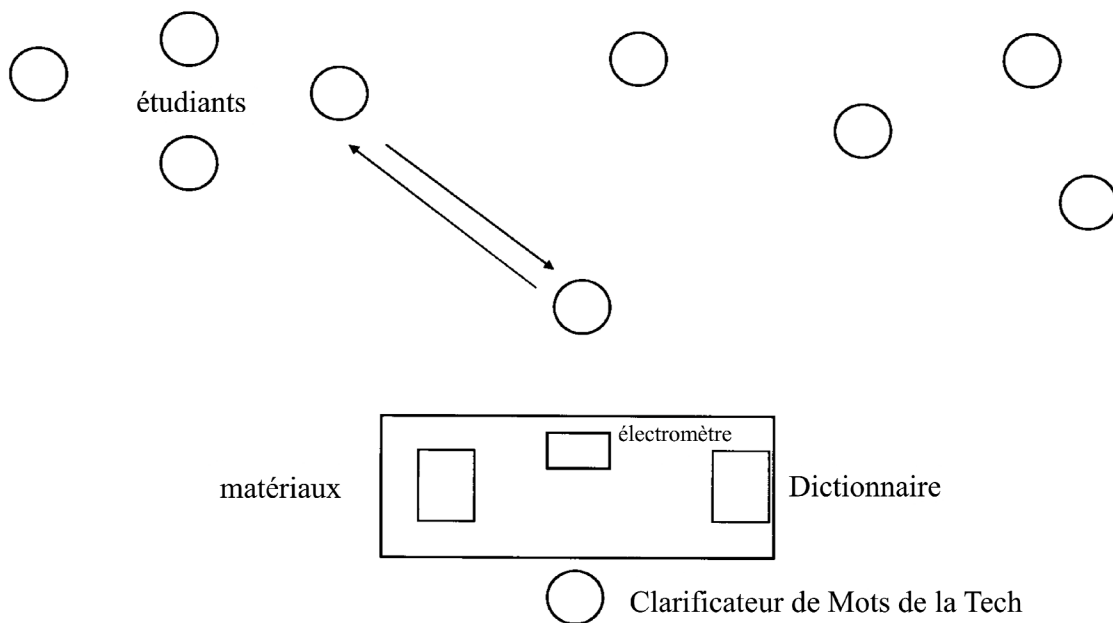 étudiants
électromètre
matériaux
Dictionnaire
Clarificateur de Mots de la Tech